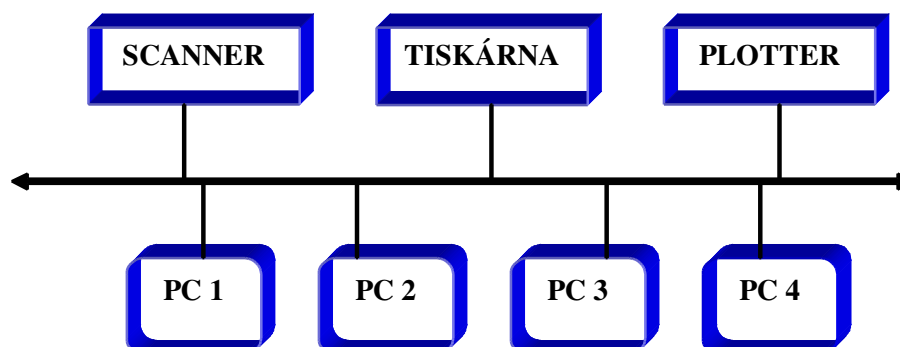 SCANNER
TISKÁRNA
PLOTTER
PC 1
PC 2
PC 3
PC 4